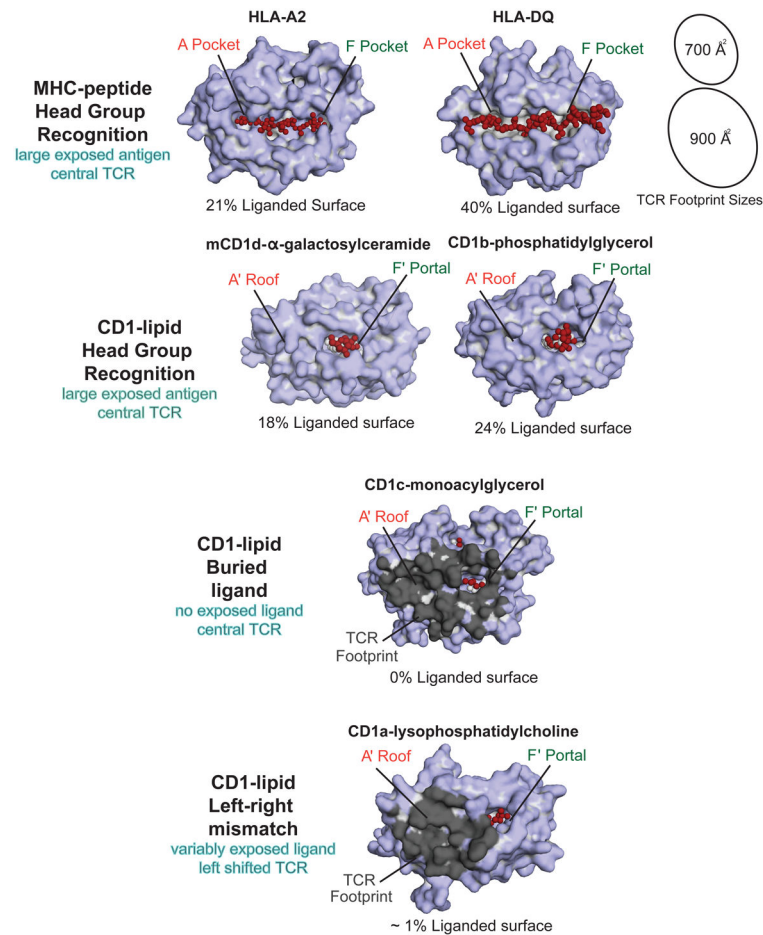 HLA-A2
HLA-DQ
A Pocket
F Pocket
A Pocket
F Pocket
700 Å²
900 Å²
TCR Footprint Sizes
MHC-peptide
Head Group
Recognition
large exposed antigen
central TCR
21% Liganded Surface
40% Liganded surface
mCD1d-α-galactosylceramide
CD1b-phosphatidylglycerol
A' Roof
F' Portal
A' Roof
F' Portal
CD1-lipid
Head Group
Recognition
large exposed antigen
central TCR
18% Liganded surface
24% Liganded surface
CD1c-monoacylglycerol
A' Roof
F' Portal
CD1-lipid
Buried
ligand
no exposed ligand
central TCR
TCR
Footprint
0% Liganded surface
CD1a-lysophosphatidylcholine
A' Roof
F' Portal
CD1-lipid
Left-right
mismatch
variably exposed ligand
left shifted TCR
TCR
Footprint
~ 1% Liganded surface